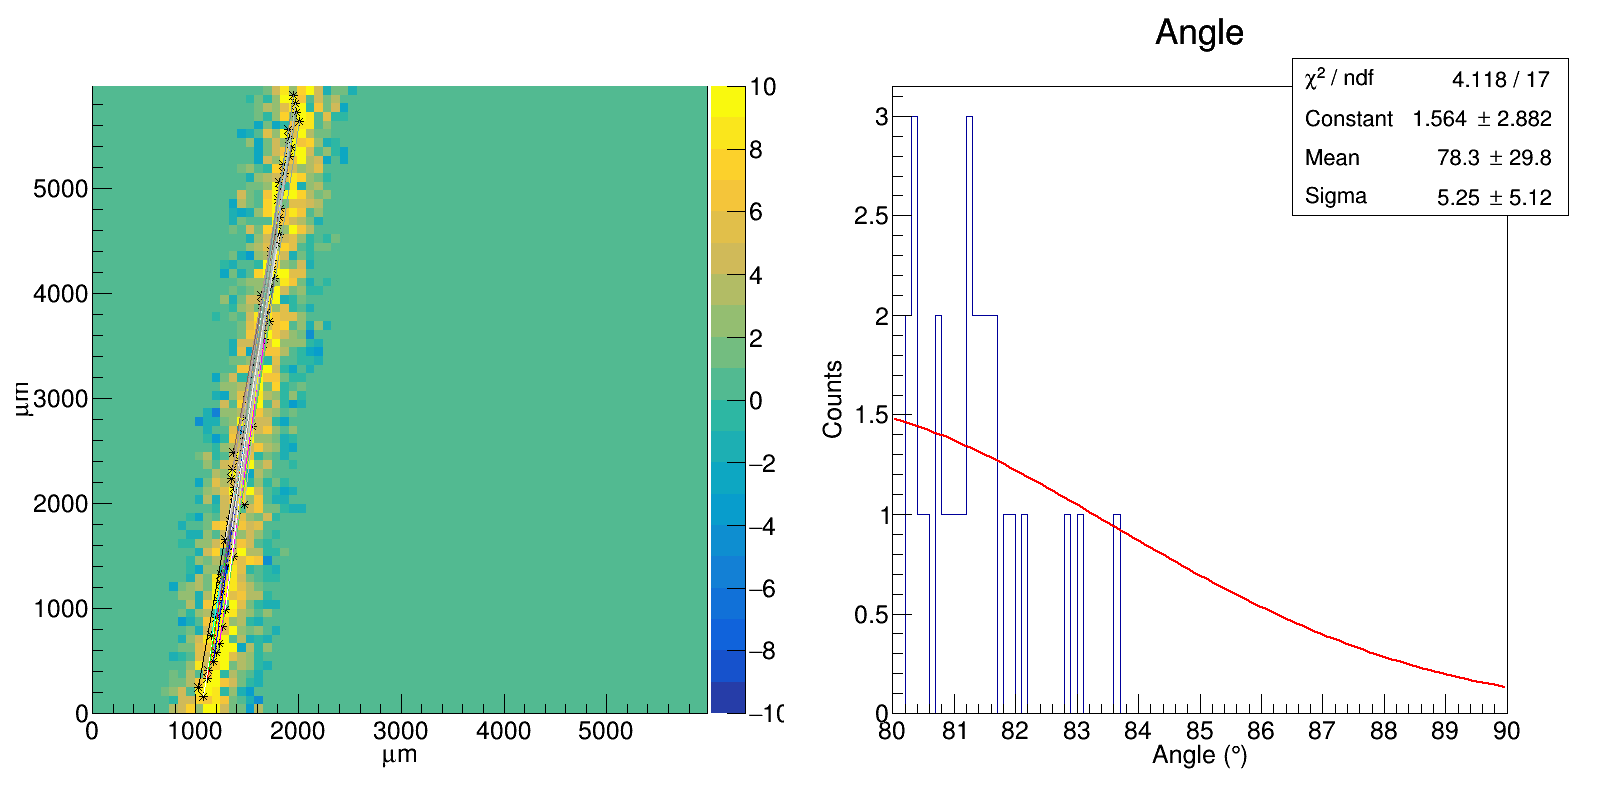 Angle
χ² / ndf 4.118 / 17
Constant 1.564 ± 2.882
Mean 78.3 ± 29.8
Sigma 5.25 ± 5.12
5000
4000
3000
2000
1000
0
μm
0 1000 2000 3000 4000 5000
μm
10
8
6
4
2
0
−2
−4
−6
−8
−10
3
2.5
2
1.5
1
0.5
0
Counts
80 81 82 83 84 85 86 87 88 89 90
Angle (°)